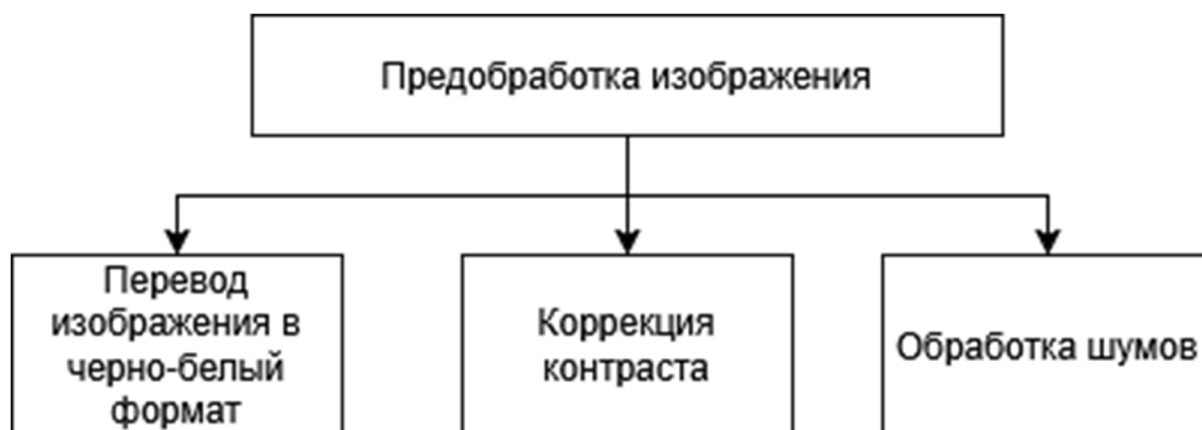 Предобработка изображения
Перевод
изображения в
черно-белый
формат
Коррекция
контраста
Обработка шумов